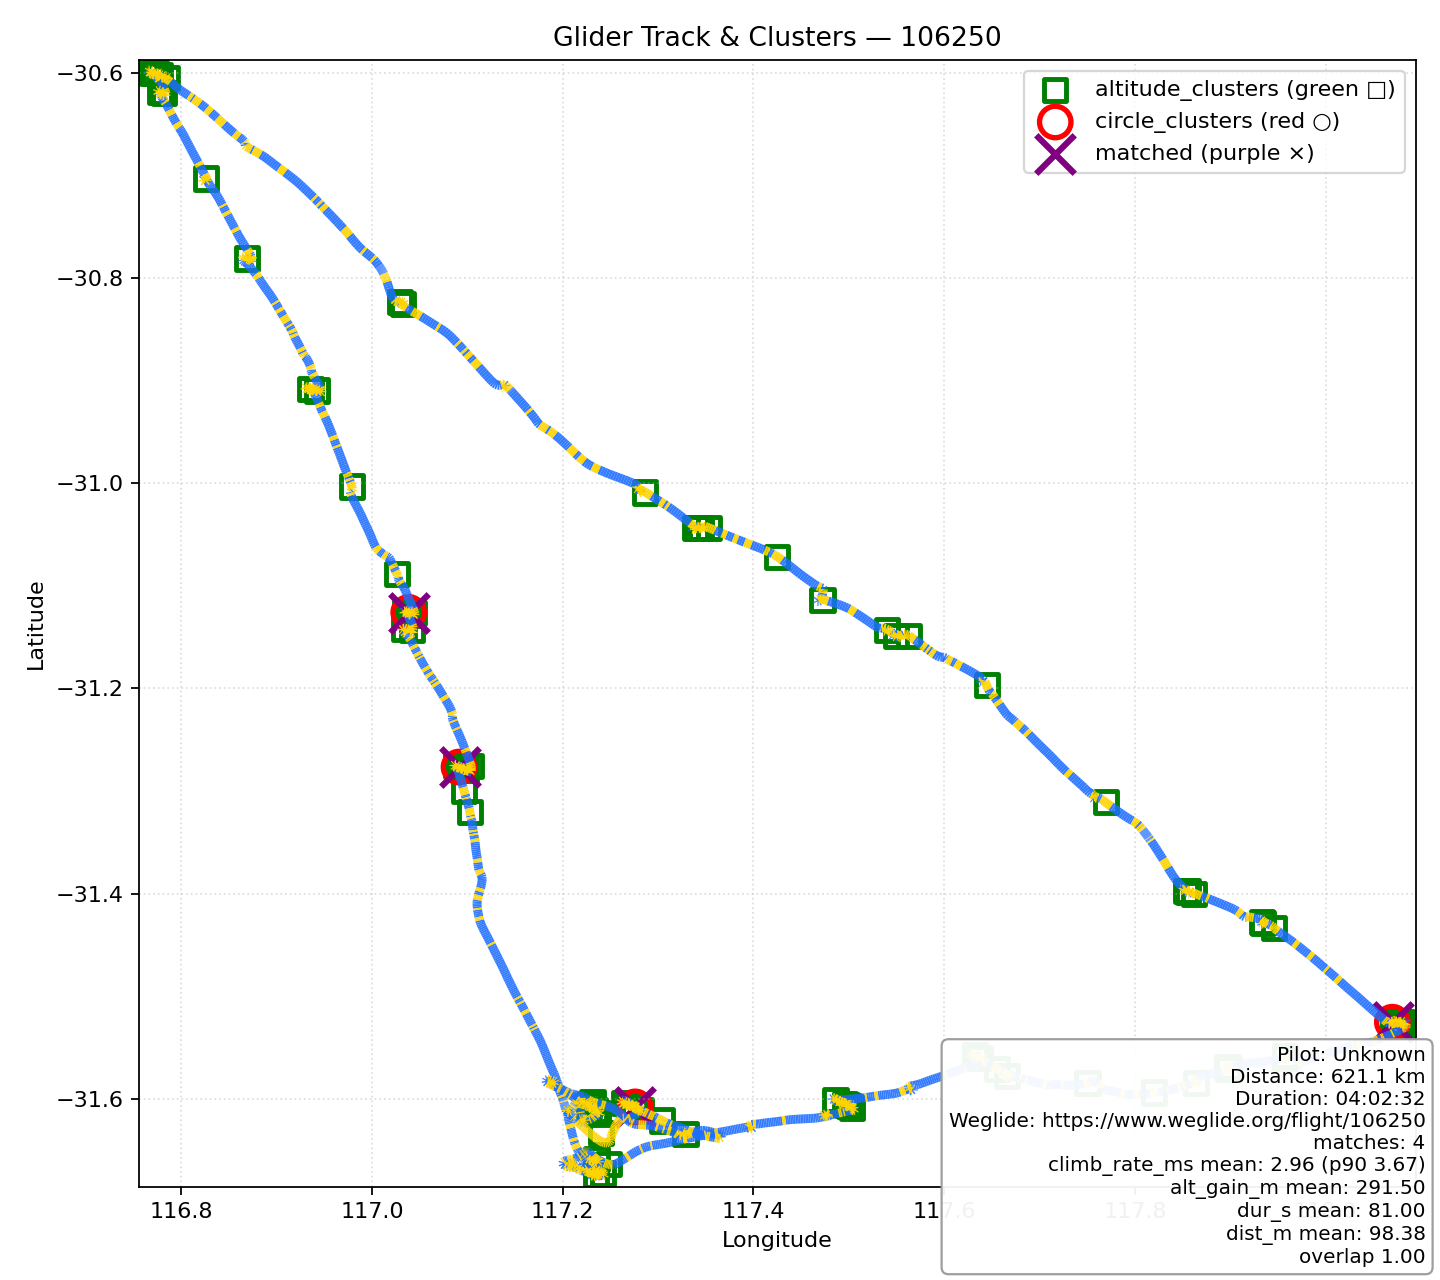 Glider Track & Clusters — 106250
altitude_clusters (green □)
circle_clusters (red ○)
matched (purple ×)
−30.6
−30.8
−31.0
−31.2
−31.4
−31.6
Latitude
116.8
117.0
117.2
117.4
117.6
117.8
Longitude
Pilot: Unknown
Distance: 621.1 km
Duration: 04:02:32
Weglide: https://www.weglide.org/flight/106250
matches: 4
climb_rate_ms mean: 2.96 (p90 3.67)
alt_gain_m mean: 291.50
dur_s mean: 81.00
dist_m mean: 98.38
overlap 1.00